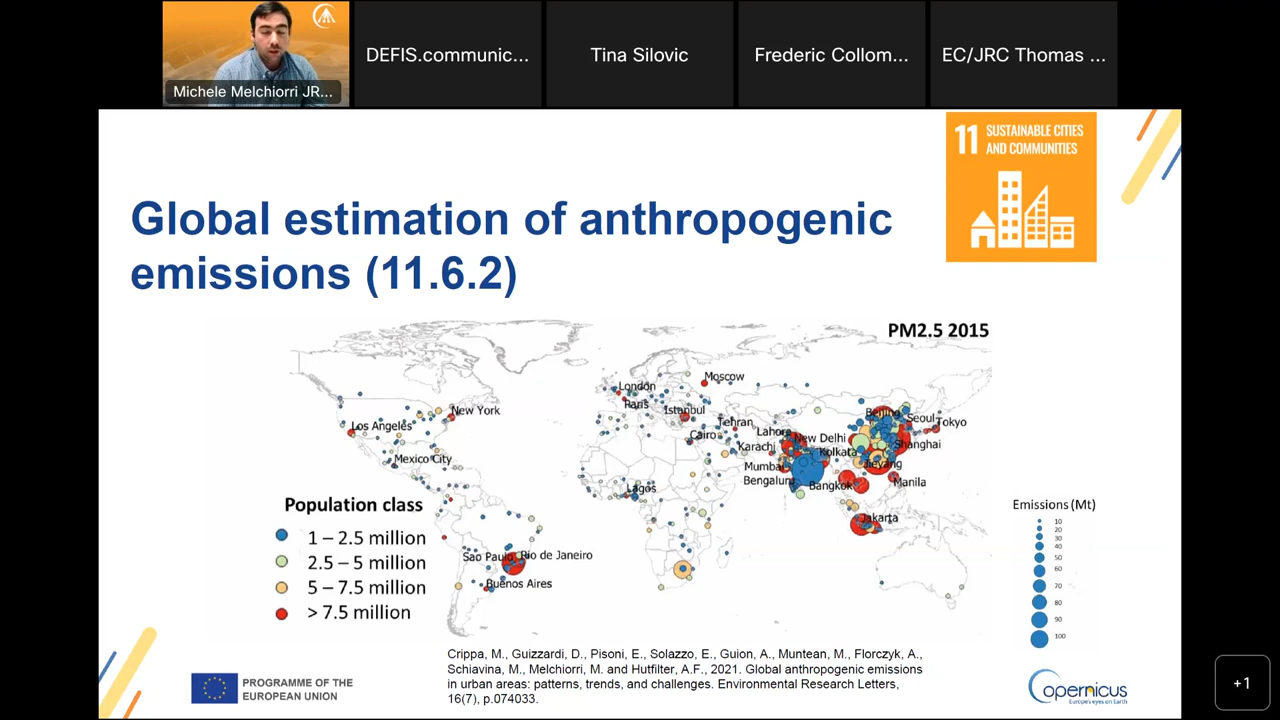 Michele Melchiorri JR...
DEFIS.communic...
Tina Silovic
Frederic Collom...
EC/JRC Thomas ...
11 SUSTAINABLE CITIES
AND COMMUNITIES
Global estimation of anthropogenic
emissions (11.6.2)
PM2.5 2015
London
Moscow
Paris
Istanbul
New York
Los Angeles
Tehran
Cairo
Lahore
New Delhi
Beijing
Seoul
Tokyo
Shanghai
Karachi
Kolkata
Mexico City
Mumbai
Jieyang
Bengaluru
Bangkok
Manila
Lagos
Jakarta
Sao Paulo
Rio de Janeiro
Buenos Aires
Population class
1 – 2.5 million
2.5 – 5 million
5 – 7.5 million
> 7.5 million
Emissions (Mt)
10
20
30
40
50
60
70
80
90
100
Crippa, M., Guizzardi, D., Pisoni, E., Solazzo, E., Guion, A., Muntean, M., Florczyk, A.,
Schiavina, M., Melchiorri, M. and Hutfilter, A.F., 2021. Global anthropogenic emissions
in urban areas: patterns, trends, and challenges. Environmental Research Letters,
16(7), p.074033.
PROGRAMME OF THE
EUROPEAN UNION
Copernicus
Europe's eyes on Earth
+1